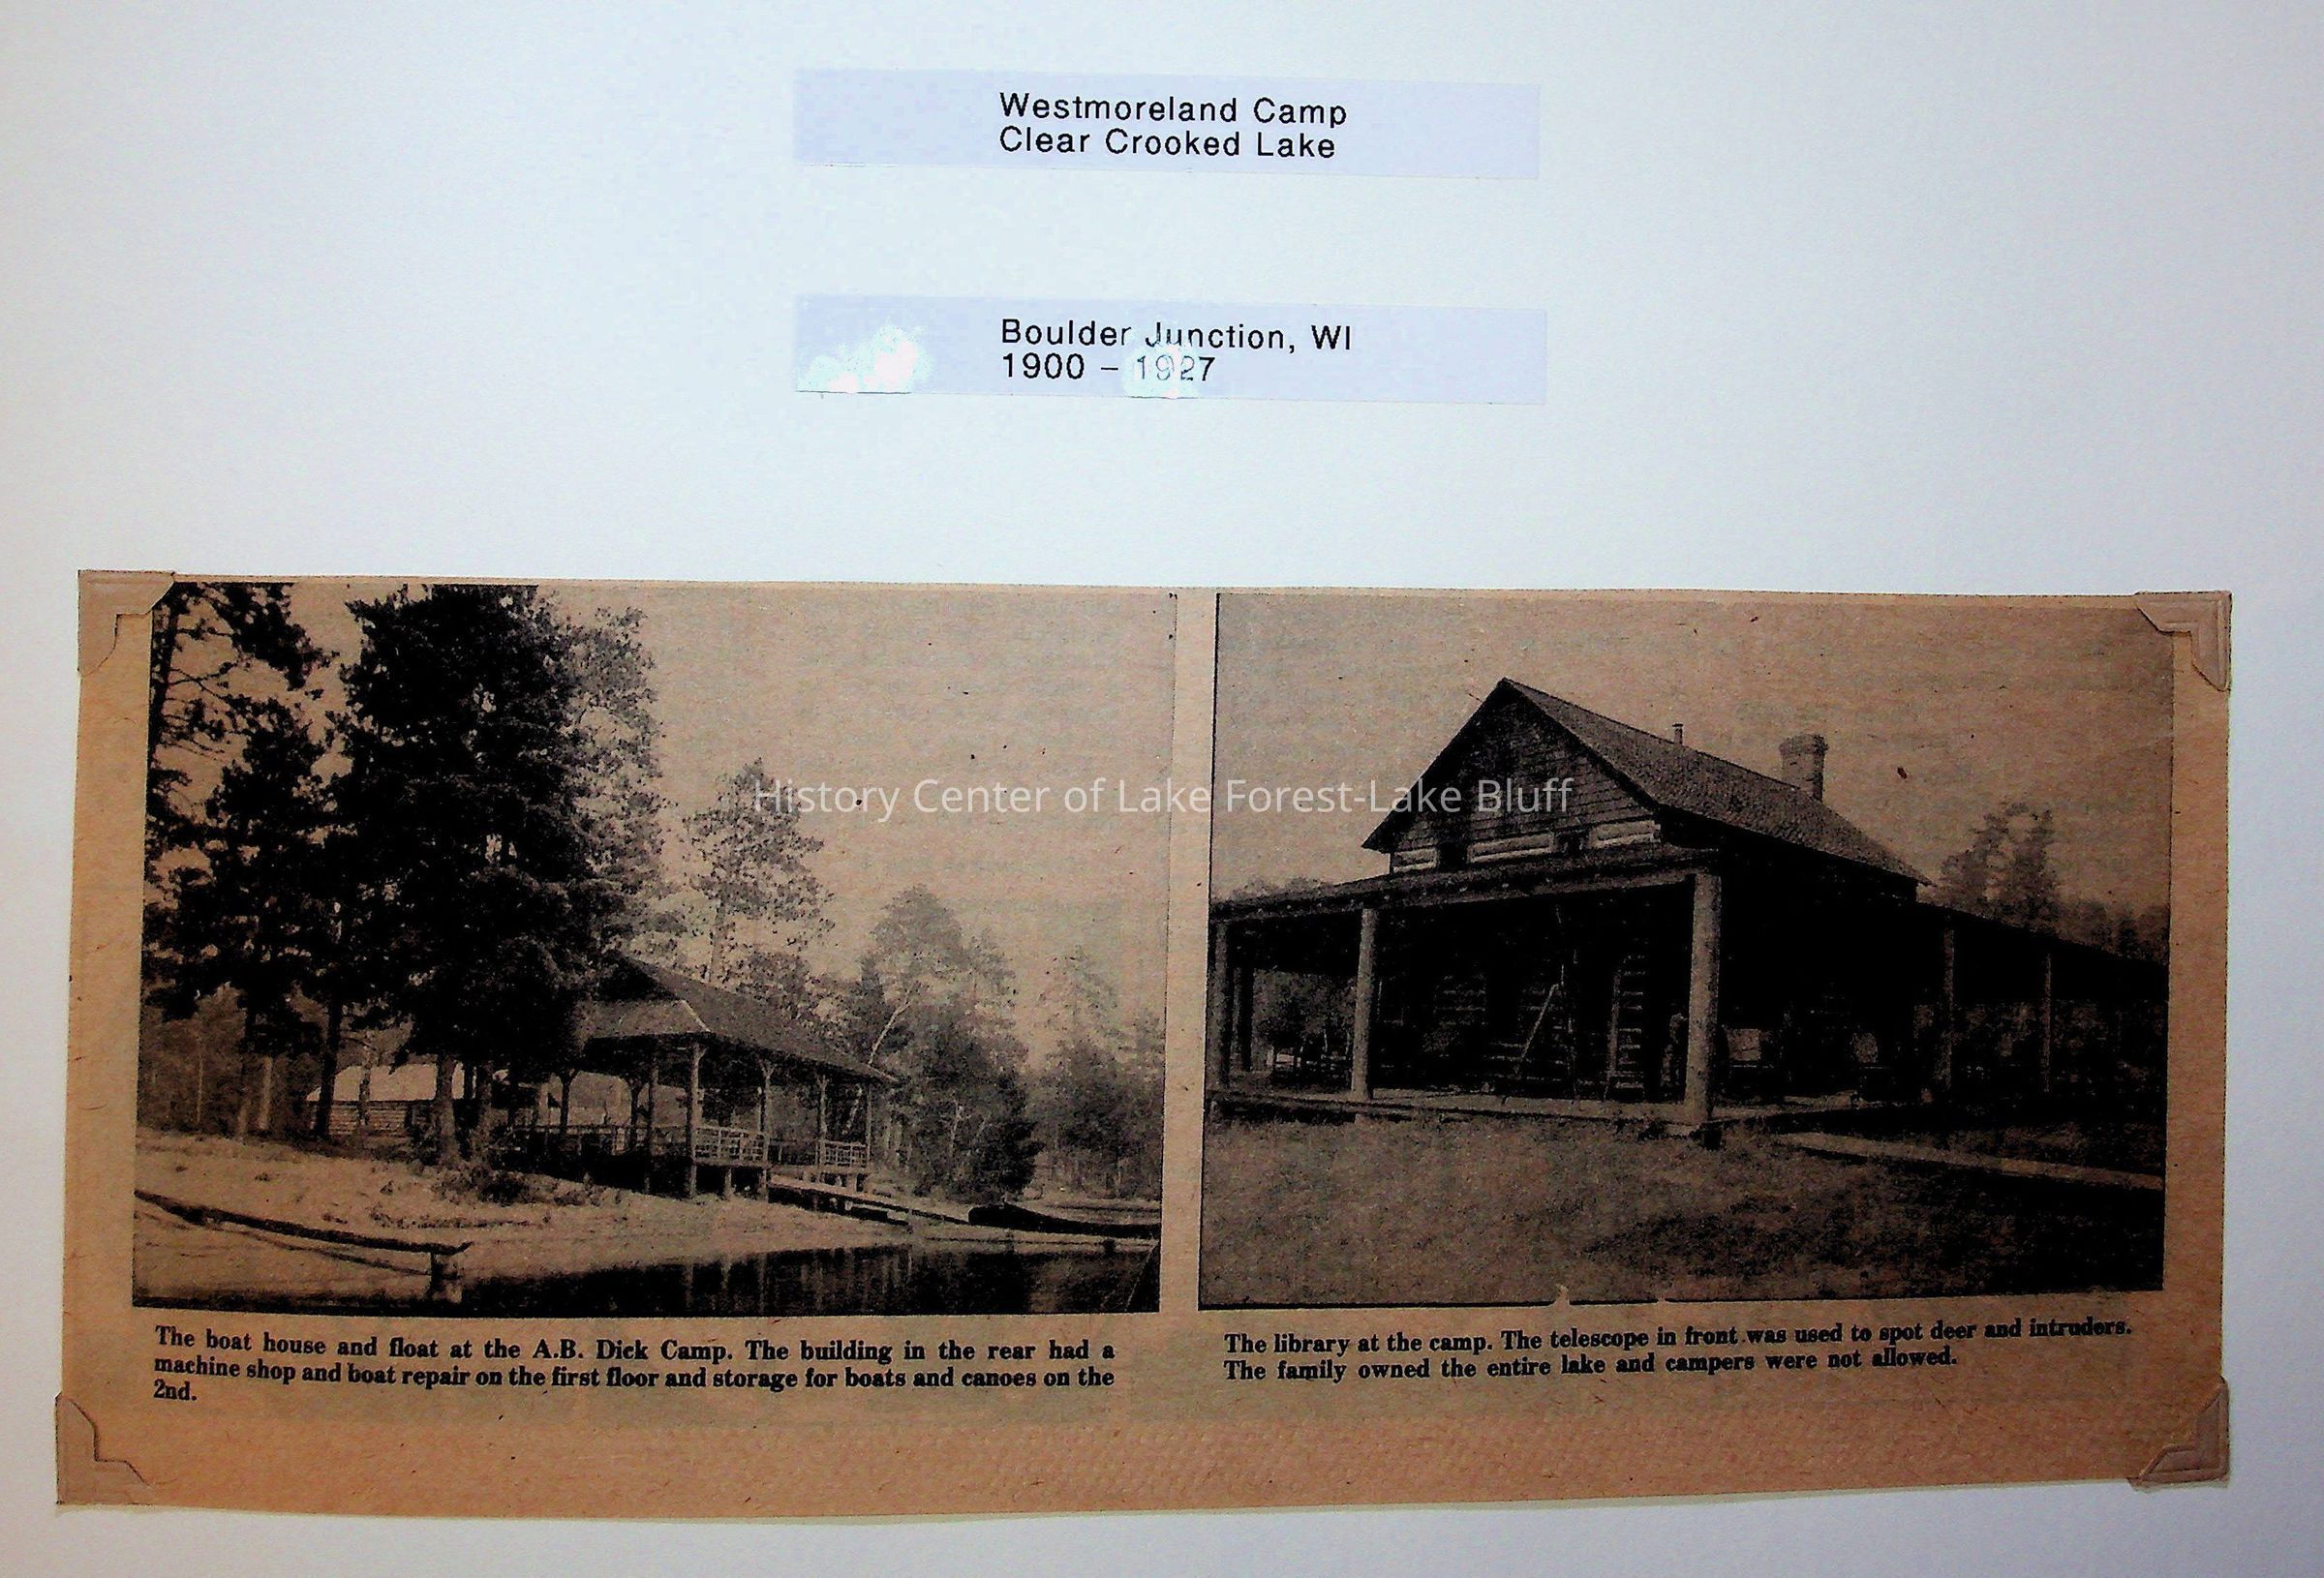 Westmoreland Camp
Clear Crooked Lake
Boulder Junction, WI
1900 – 1927
History Center of Lake Forest-Lake Bluff
The boat house and float at the A.B. Dick Camp. The building in the rear had a
machine shop and boat repair on the first floor and storage for boats and canoes on the
2nd.
The library at the camp. The telescope in front was used to spot deer and intruders.
The family owned the entire lake and campers were not allowed.